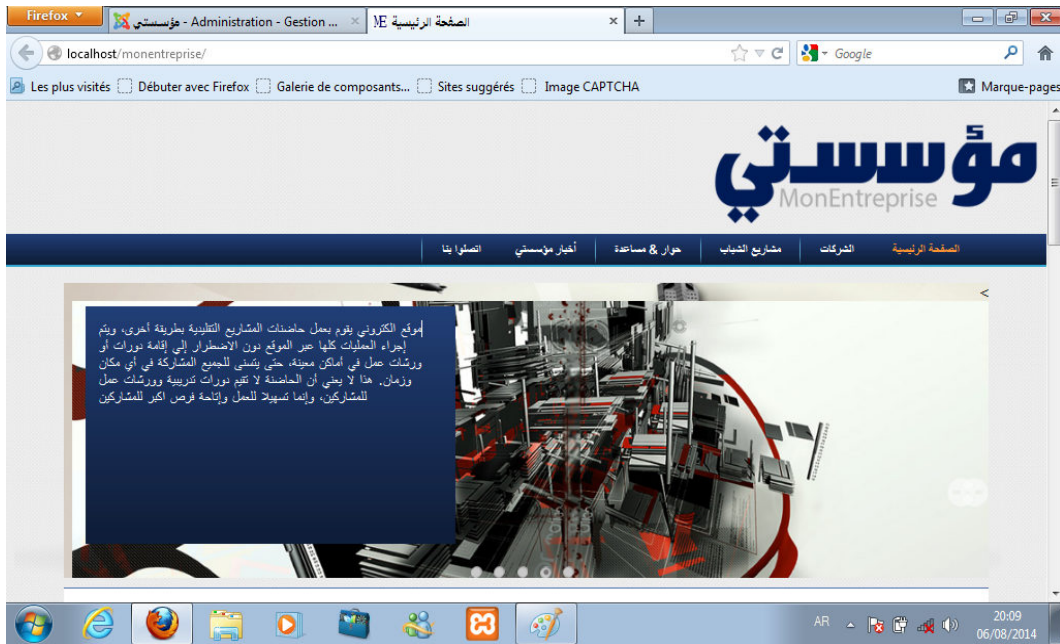 Firefox
مؤسستي - Administration - Gestion ...
الصفحة الرئيسية
localhost/monentreprise/
Google
Les plus visités
Débuter avec Firefox
Galerie de composants...
Sites suggérés
Image CAPTCHA
Marque-pages
مؤسستي
MonEntreprise
الصفحة الرئيسية
الشركات
مشاريع الشباب
حوار & مساعدة
أخبار مؤسستي
اتصلوا بنا
موقع الكتروني يقوم بعمل حاضنات المشاريع التقليدية بطريقة أخرى، ويتم
إجراء العمليات كلها عبر الموقع دون الاضطرار إلى إقامة دورات أو
ورشات عمل في أماكن معينة، حتى يتسنى للجميع المشاركة في أي مكان
وزمان. هذا لا يعني أن الحاضنة لا تقيم دورات تدريبية وورشات عمل
للمشاركين، وإنما تسهيلا للعمل وإتاحة فرص اكبر للمشاركين
AR
20:09
06/08/2014